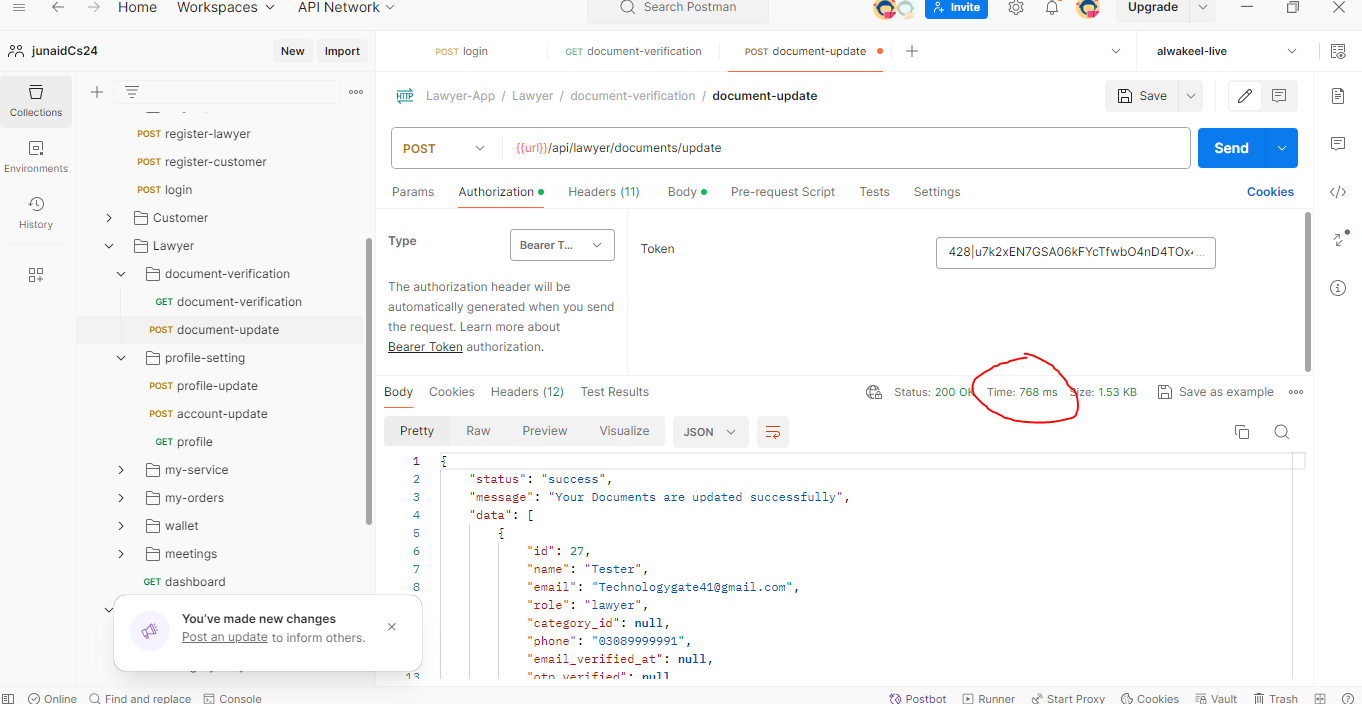 Home Workspaces API Network Search Postman Invite Upgrade
junaidCs24 New Import
POST login GET document-verification POST document-update alwakeel-live
Collections
Environments
History
POST register-lawyer
POST register-customer
POST login
Customer
Lawyer
document-verification
GET document-verification
POST document-update
profile-setting
POST profile-update
POST account-update
GET profile
my-service
my-orders
wallet
meetings
GET dashboard
You've made new changes
Post an update to inform others.
HTTP Lawyer-App / Lawyer / document-verification / document-update Save
POST {{url}}/api/lawyer/documents/update Send
Params Authorization Headers (11) Body Pre-request Script Tests Settings Cookies
Type Bearer T... Token 428|u7k2xEN7GSA06kFYcTfwbO4nD4TOx...
The authorization header will be
automatically generated when you send
the request. Learn more about
Bearer Token authorization.
Body Cookies Headers (12) Test Results Status: 200 OK Time: 768 ms Size: 1.53 KB Save as example
Pretty Raw Preview Visualize JSON
1 {
2 "status": "success",
3 "message": "Your Documents are updated successfully",
4 "data": [
5 {
6 "id": 27,
7 "name": "Tester",
8 "email": "Technologygate41@gmail.com",
9 "role": "lawyer",
10 "category_id": null,
11 "phone": "03089999991",
12 "email_verified_at": null,
13 "otp_verified": null
Online Find and replace Console Postbot Runner Start Proxy Cookies Vault Trash